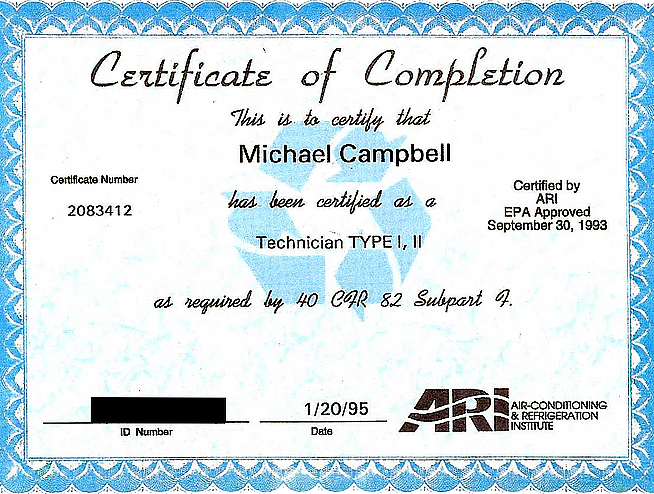 Certificate of Completion
This is to certify that
Michael Campbell
Certificate Number
2083412
has been certified as a
Certified by
ARI
EPA Approved
September 30, 1993
Technician TYPE I, II
as required by 40 CFR 82 Subpart F.
ID Number
1/20/95
Date
ARI
AIR-CONDITIONING
& REFRIGERATION
INSTITUTE